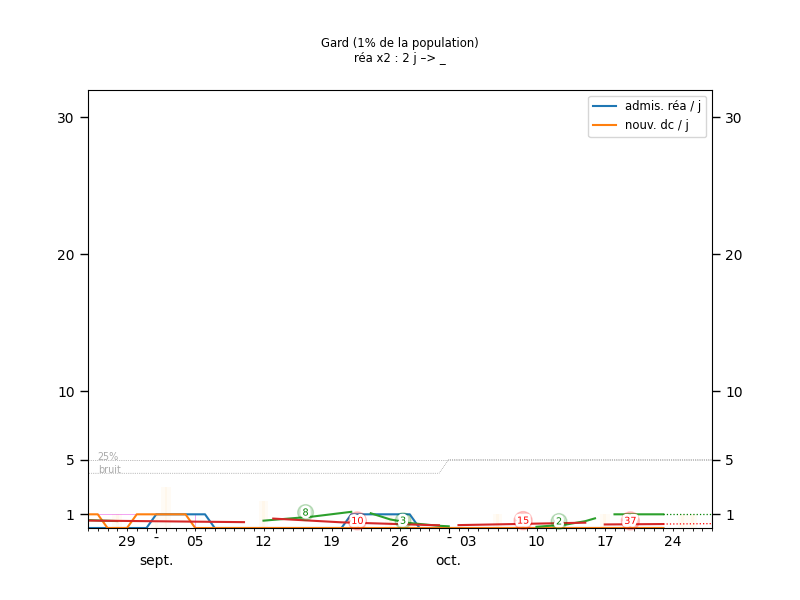 Gard (1% de la population)
réa x2 : 2 j –> _
admis. réa / j
nouv. dc / j
30 30
20 20
10 10
25%
5 5
bruit
8 10 3 15 2 37
1 1
29 - 05 12 19 26 - 03 10 17 24
sept. oct.